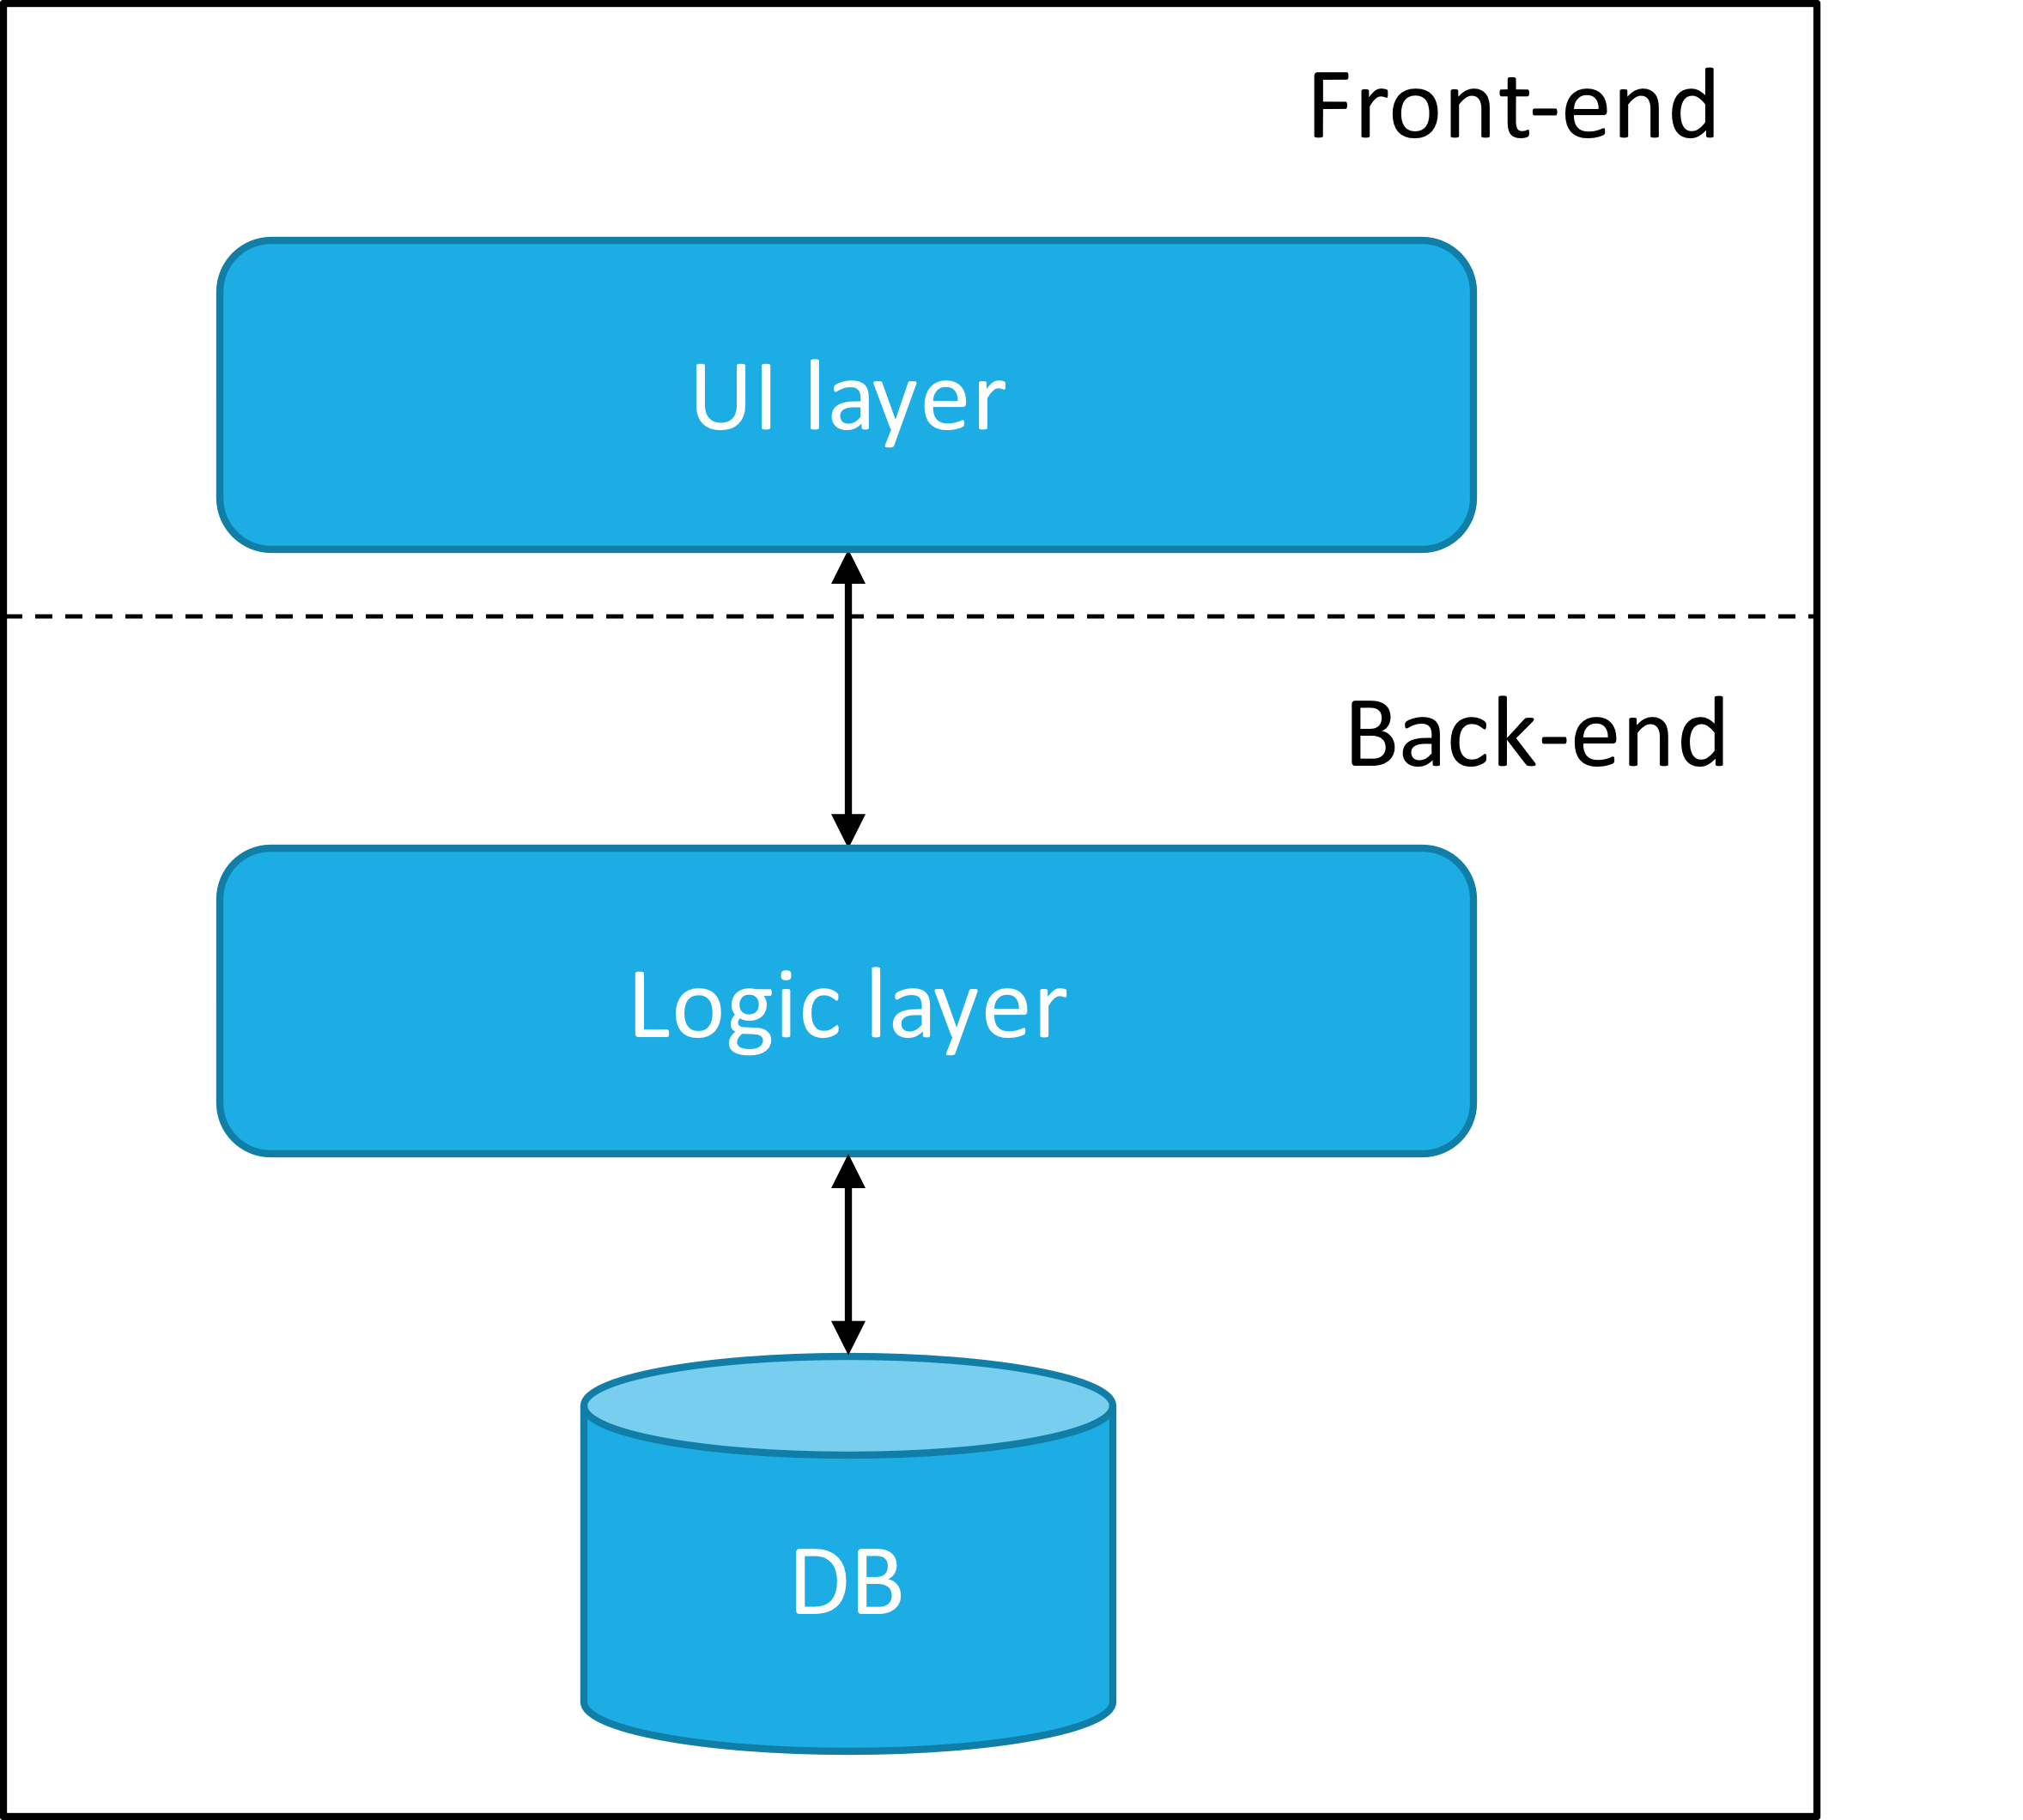 Front-end
UI layer
Back-end
Logic layer
DB